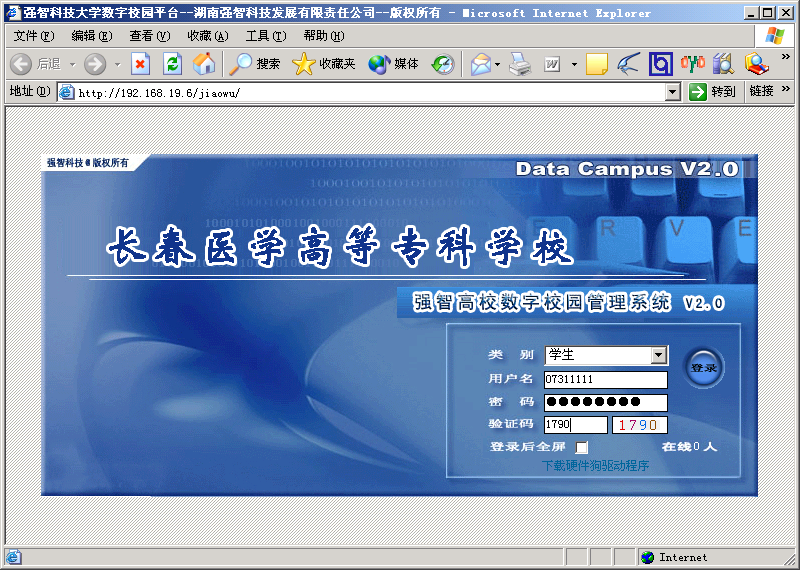 强智科技大学数字校园平台--湖南强智科技发展有限责任公司--版权所有 - Microsoft Internet Explorer
文件(F) 编辑(E) 查看(V) 收藏(A) 工具(T) 帮助(H)
后退 搜索 收藏夹 媒体
地址(D) http://192.168.19.6/jiaowu/ 转到 链接
强智科技@版权所有
Data Campus V2.0
长春医学高等专科学校
R V E
强智高校数字校园管理系统 V2.0
类 别 学生
用户名 07311111
登录
密 码 ●●●●●●●●
验证码 1790 1790
登录后全屏 在线0人
下载硬件狗驱动程序
Internet